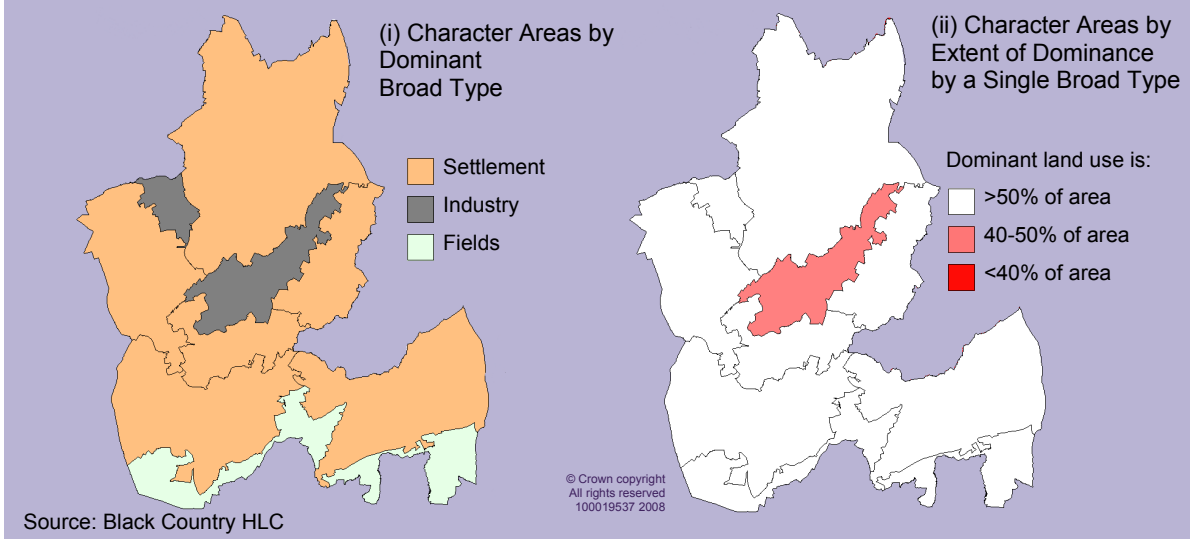 (i) Character Areas by
Dominant
Broad Type
Settlement
Industry
Fields
Source: Black Country HLC
(ii) Character Areas by
Extent of Dominance
by a Single Broad Type
Dominant land use is:
>50% of area
40-50% of area
<40% of area
© Crown copyright
All rights reserved
100019537 2008